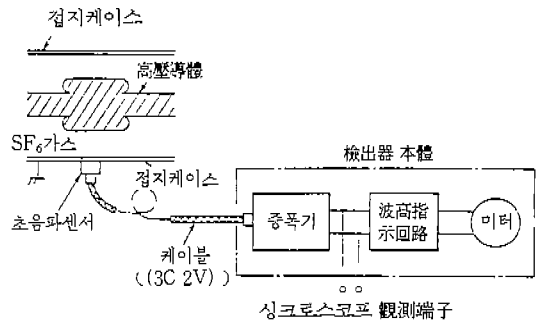 접지케이스
高壓導體
SF₆가스
접지케이스
초음파센서
케이블
((3C 2V))
檢出器 本體
증폭기
波高指
示回路
미터
싱크로스코프 觀測端子